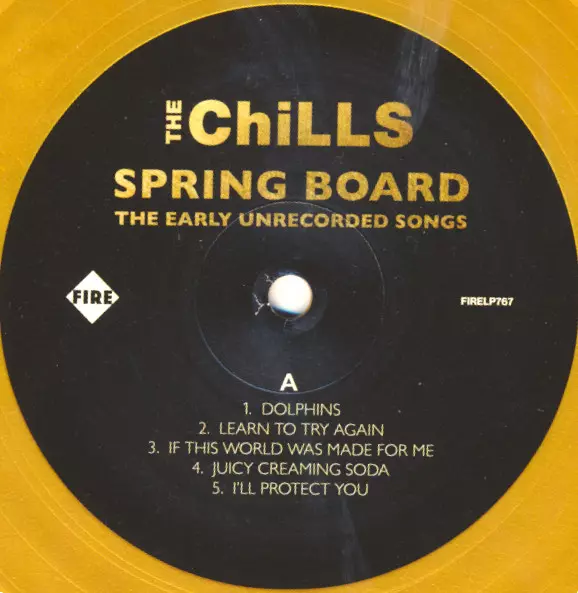 THE ChiLLS
SPRING BOARD
THE EARLY UNRECORDED SONGS
FIRE
FIRELP767
A
1. DOLPHINS
2. LEARN TO TRY AGAIN
3. IF THIS WORLD WAS MADE FOR ME
4. JUICY CREAMING SODA
5. I'LL PROTECT YOU